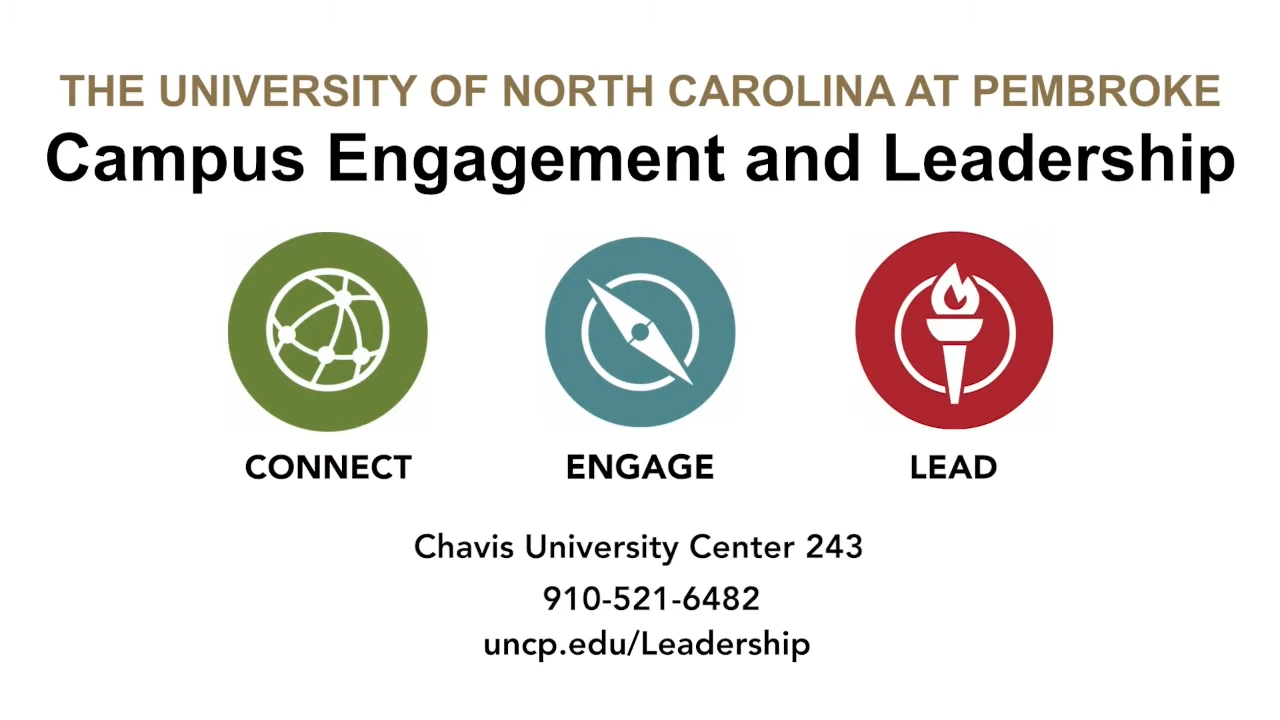 THE UNIVERSITY OF NORTH CAROLINA AT PEMBROKE
Campus Engagement and Leadership
CONNECT ENGAGE LEAD
Chavis University Center 243
910-521-6482
uncp.edu/Leadership